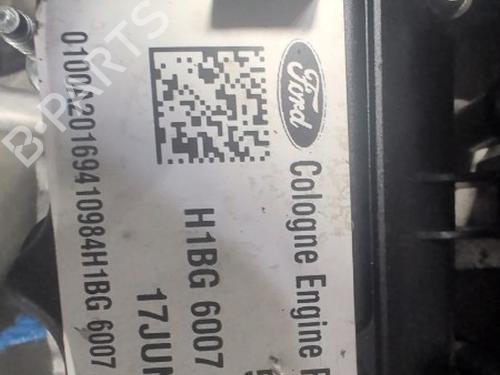 Ford
Cologne Engine
H1BG 6007
17JUN
0100A20169410984H1BG 6007
B-PARTS